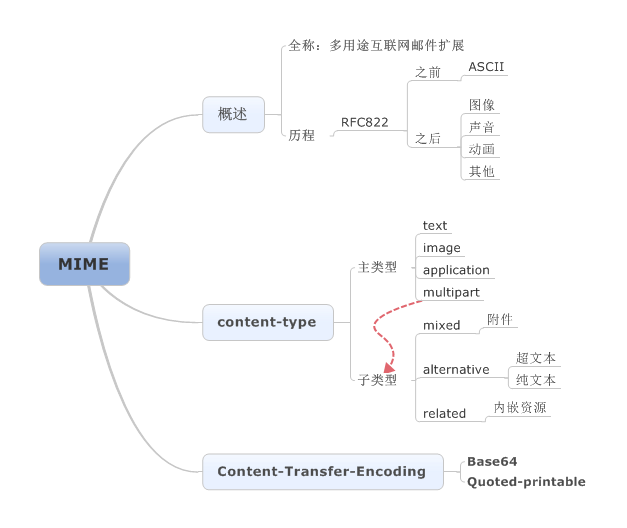 MIME
概述
全称：多用途互联网邮件扩展
历程
RFC822
之前
ASCII
之后
图像
声音
动画
其他
content-type
主类型
text
image
application
multipart
子类型
mixed
附件
alternative
超文本
纯文本
related
内嵌资源
Content-Transfer-Encoding
Base64
Quoted-printable